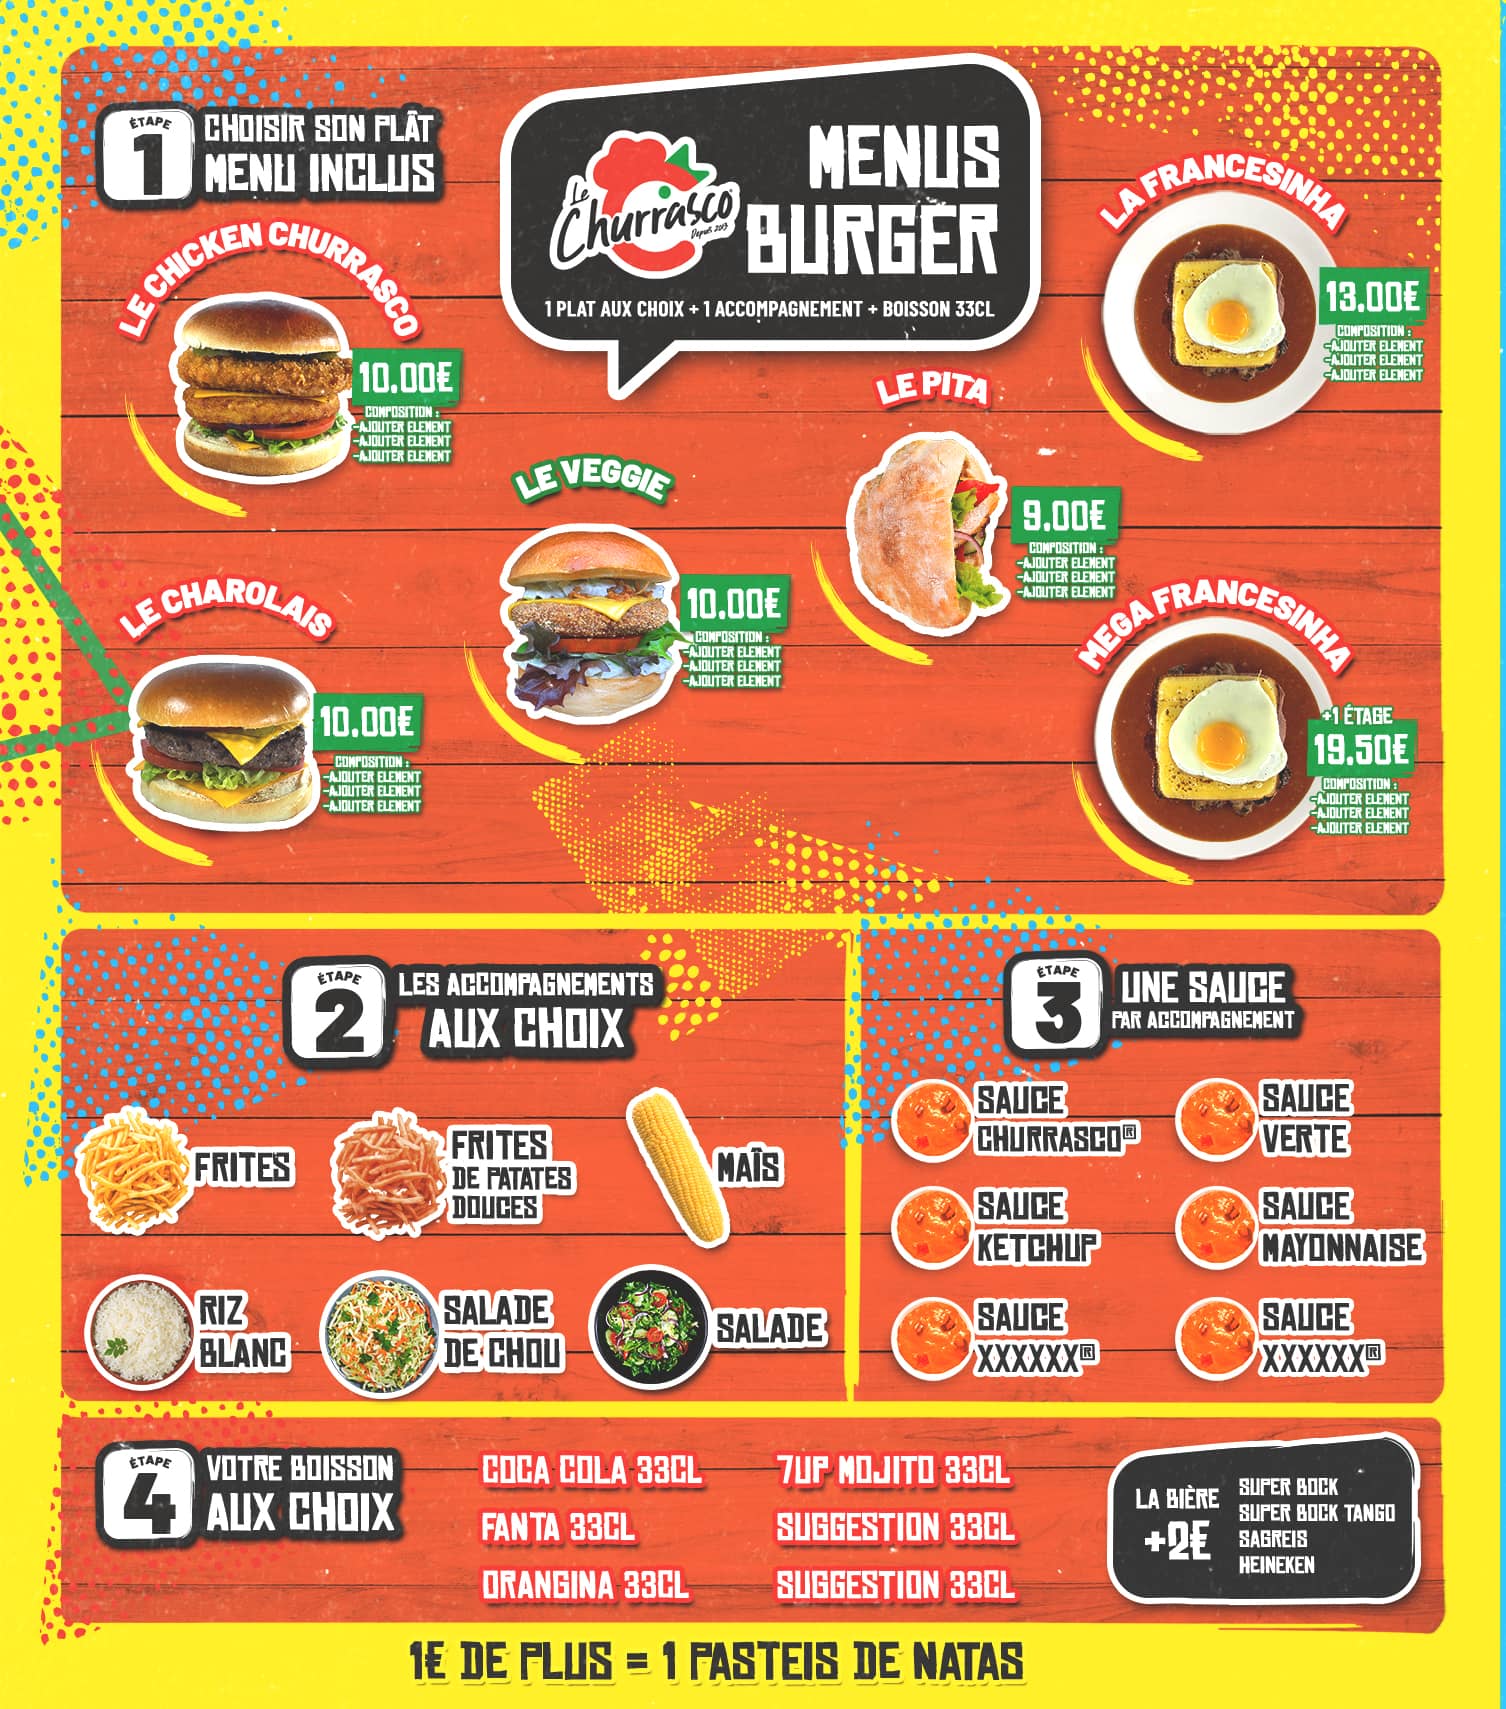 ÉTAPE
1
CHOISIR SON PLÂT
MENU INCLUS
Le
Churrasco
Depuis 2013
MENUS
BURGER
1 PLAT AUX CHOIX + 1 ACCOMPAGNEMENT + BOISSON 33CL
LE CHICKEN CHURRASCO
10.00€
COMPOSITION :
-AJOUTER ELEMENT
-AJOUTER ELEMENT
-AJOUTER ELEMENT
LA FRANCESINHA
13.00€
COMPOSITION :
-AJOUTER ELEMENT
-AJOUTER ELEMENT
-AJOUTER ELEMENT
LE PITA
9.00€
COMPOSITION :
-AJOUTER ELEMENT
-AJOUTER ELEMENT
-AJOUTER ELEMENT
LE VEGGIE
10.00€
COMPOSITION :
-AJOUTER ELEMENT
-AJOUTER ELEMENT
-AJOUTER ELEMENT
LE CHAROLAIS
10.00€
COMPOSITION :
-AJOUTER ELEMENT
-AJOUTER ELEMENT
-AJOUTER ELEMENT
MEGA FRANCESINHA
+1 ÉTAGE
19.50€
COMPOSITION :
-AJOUTER ELEMENT
-AJOUTER ELEMENT
-AJOUTER ELEMENT
ÉTAPE
2
LES ACCOMPAGNEMENTS
AUX CHOIX
FRITES
FRITES
DE PATATES
DOUCES
MAÏS
RIZ
BLANC
SALADE
DE CHOU
SALADE
ÉTAPE
3
UNE SAUCE
PAR ACCOMPAGNEMENT
SAUCE
CHURRASCO®
SAUCE
VERTE
SAUCE
KETCHUP
SAUCE
MAYONNAISE
SAUCE
XXXXXX®
SAUCE
XXXXXX®
ÉTAPE
4
VOTRE BOISSON
AUX CHOIX
COCA COLA 33CL
FANTA 33CL
ORANGINA 33CL
7UP MOJITO 33CL
SUGGESTION 33CL
SUGGESTION 33CL
LA BIÈRE
+2€
SUPER BOCK
SUPER BOCK TANGO
SAGREIS
HEINEKEN
1€ DE PLUS = 1 PASTEIS DE NATAS